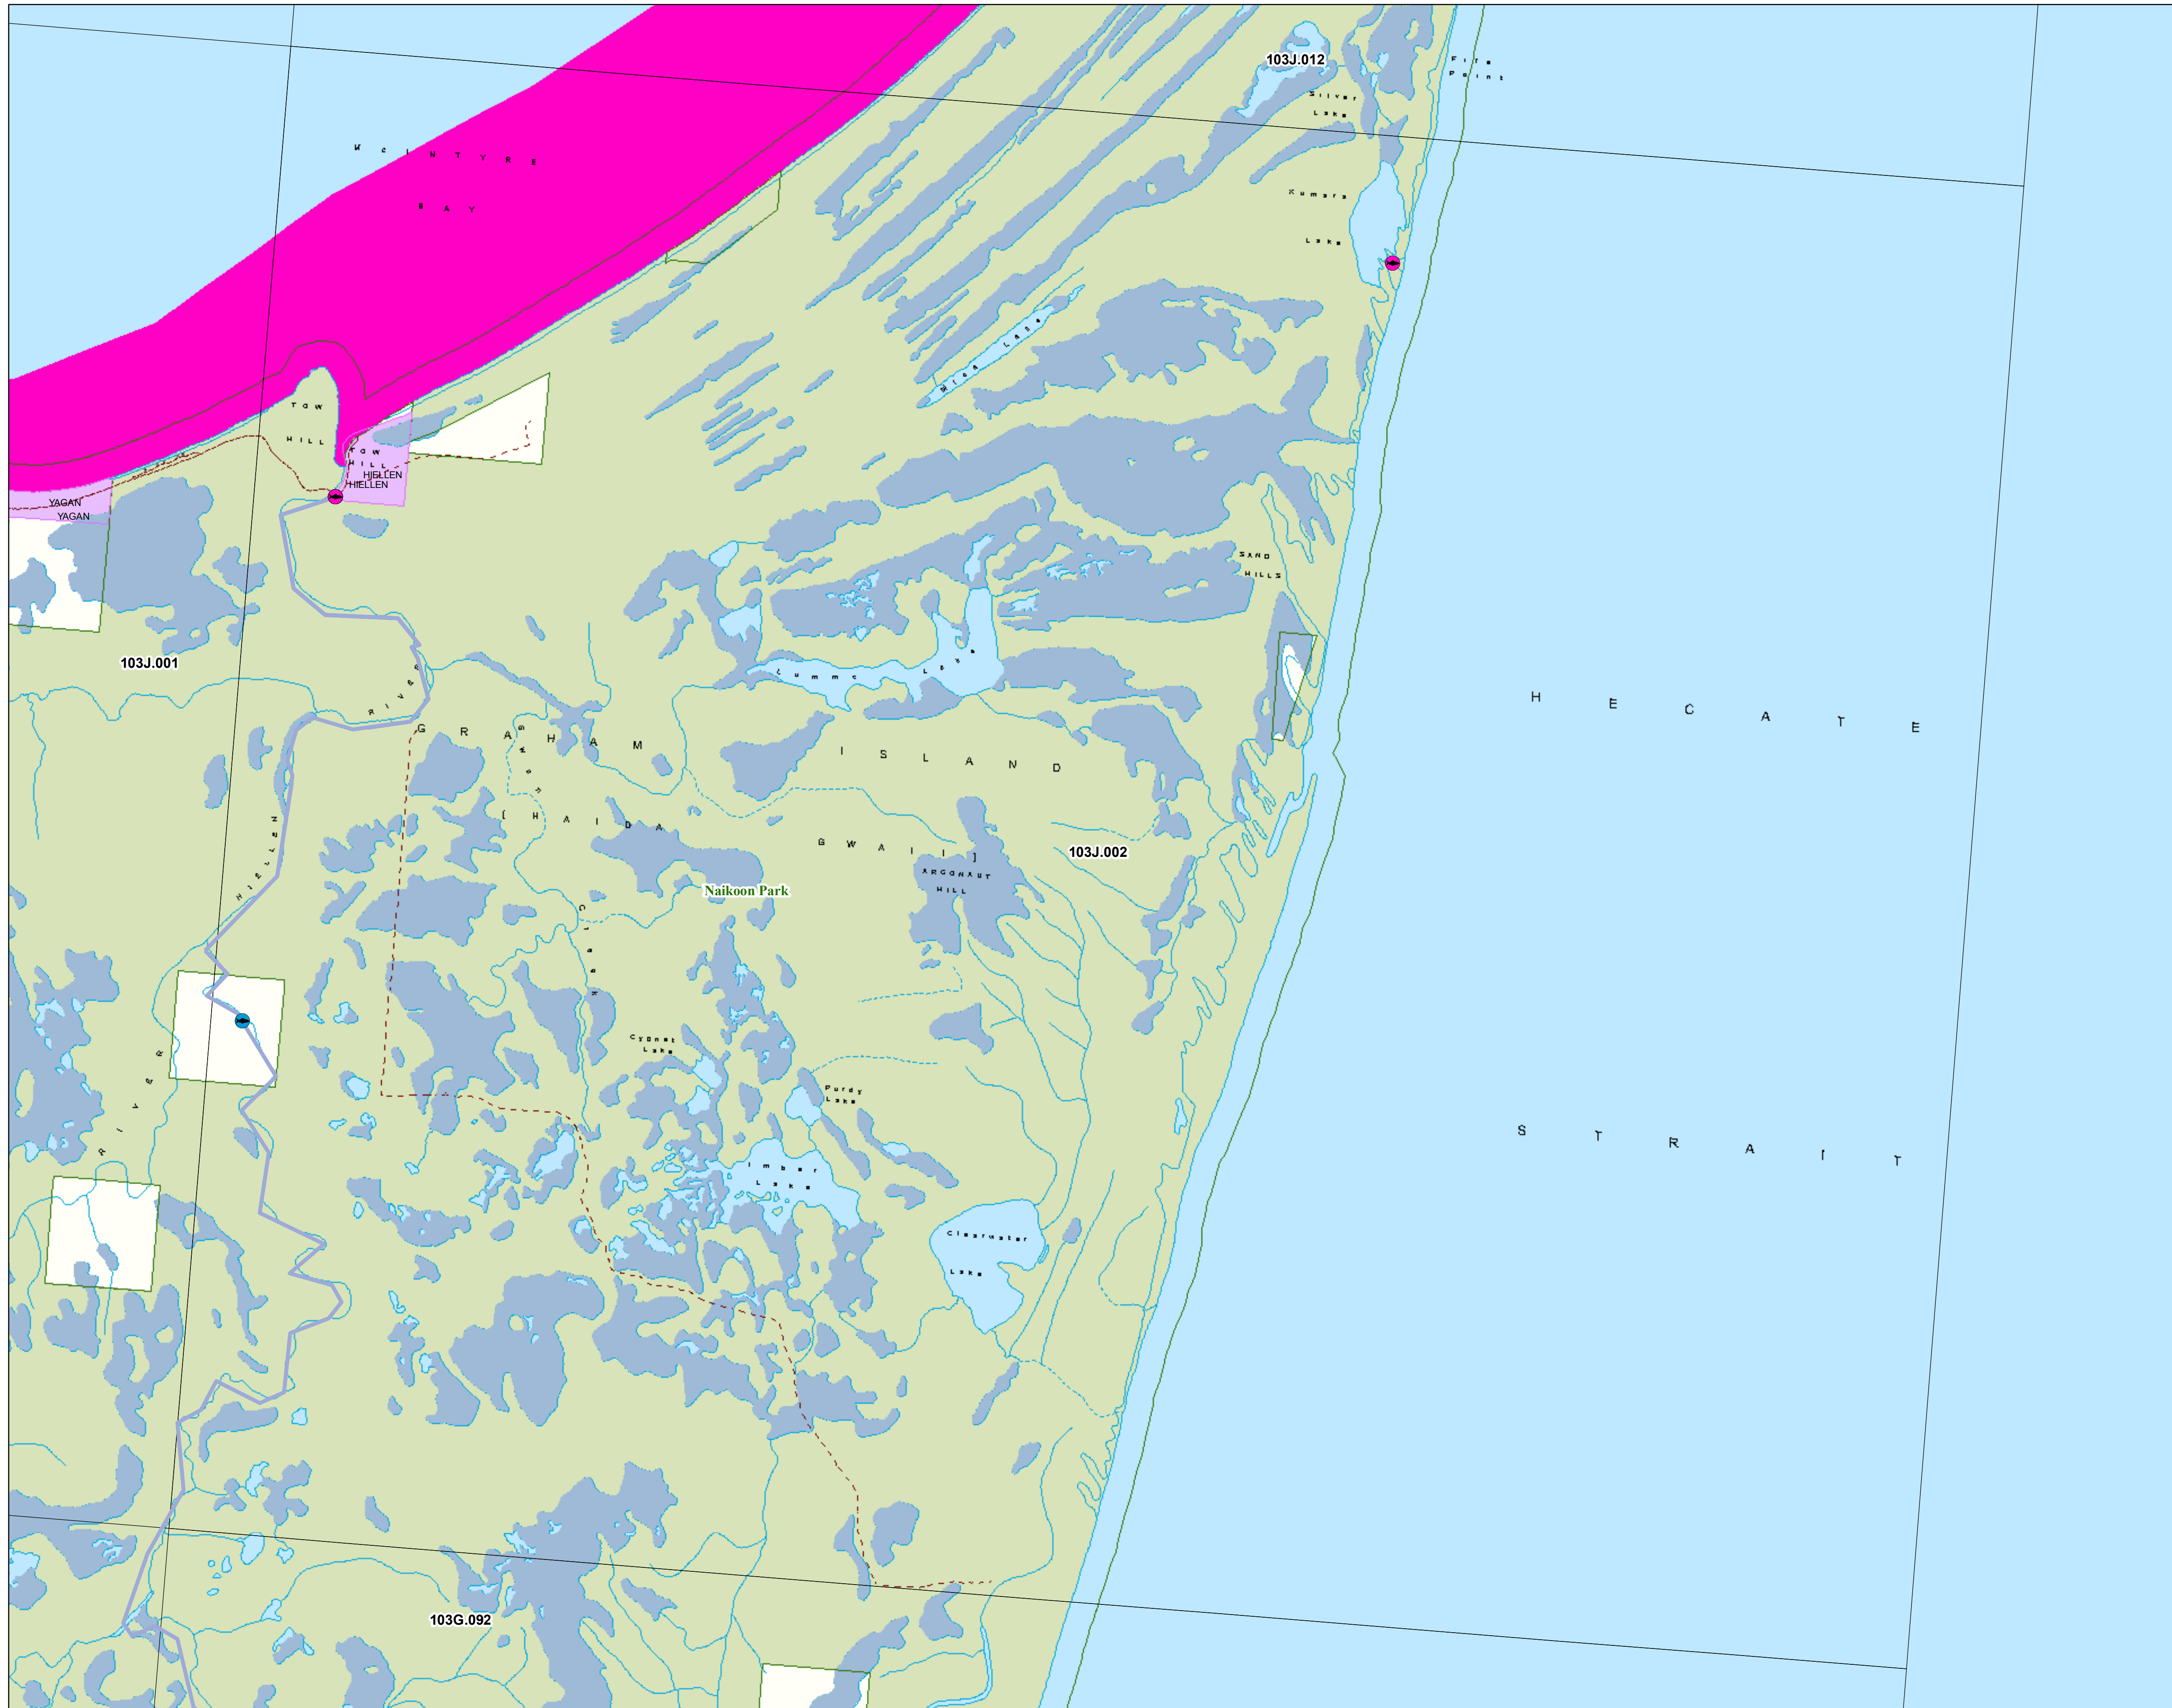 103J.012
Fife
Point
Silver
Lake
McINTYRE
BAY
Kumara
Lake
Mica Lake
TOW
HILL
TOW
HILL
HIELLEN
HIELLEN
YAGAN
YAGAN
SAND
HILLS
103J.001
RIVER
Lumme Lake
HECATE
GRAHAM ISLAND
Swan
[HAIDA GWAII]
HIELLEN
103J.002
ARGONAUT
HILL
Naikoon Park
Creek
Cygnet
Lake
RIVER
Purdy
Lake
STRAIT
Imber
Lake
Clearwater
Lake
103G.092